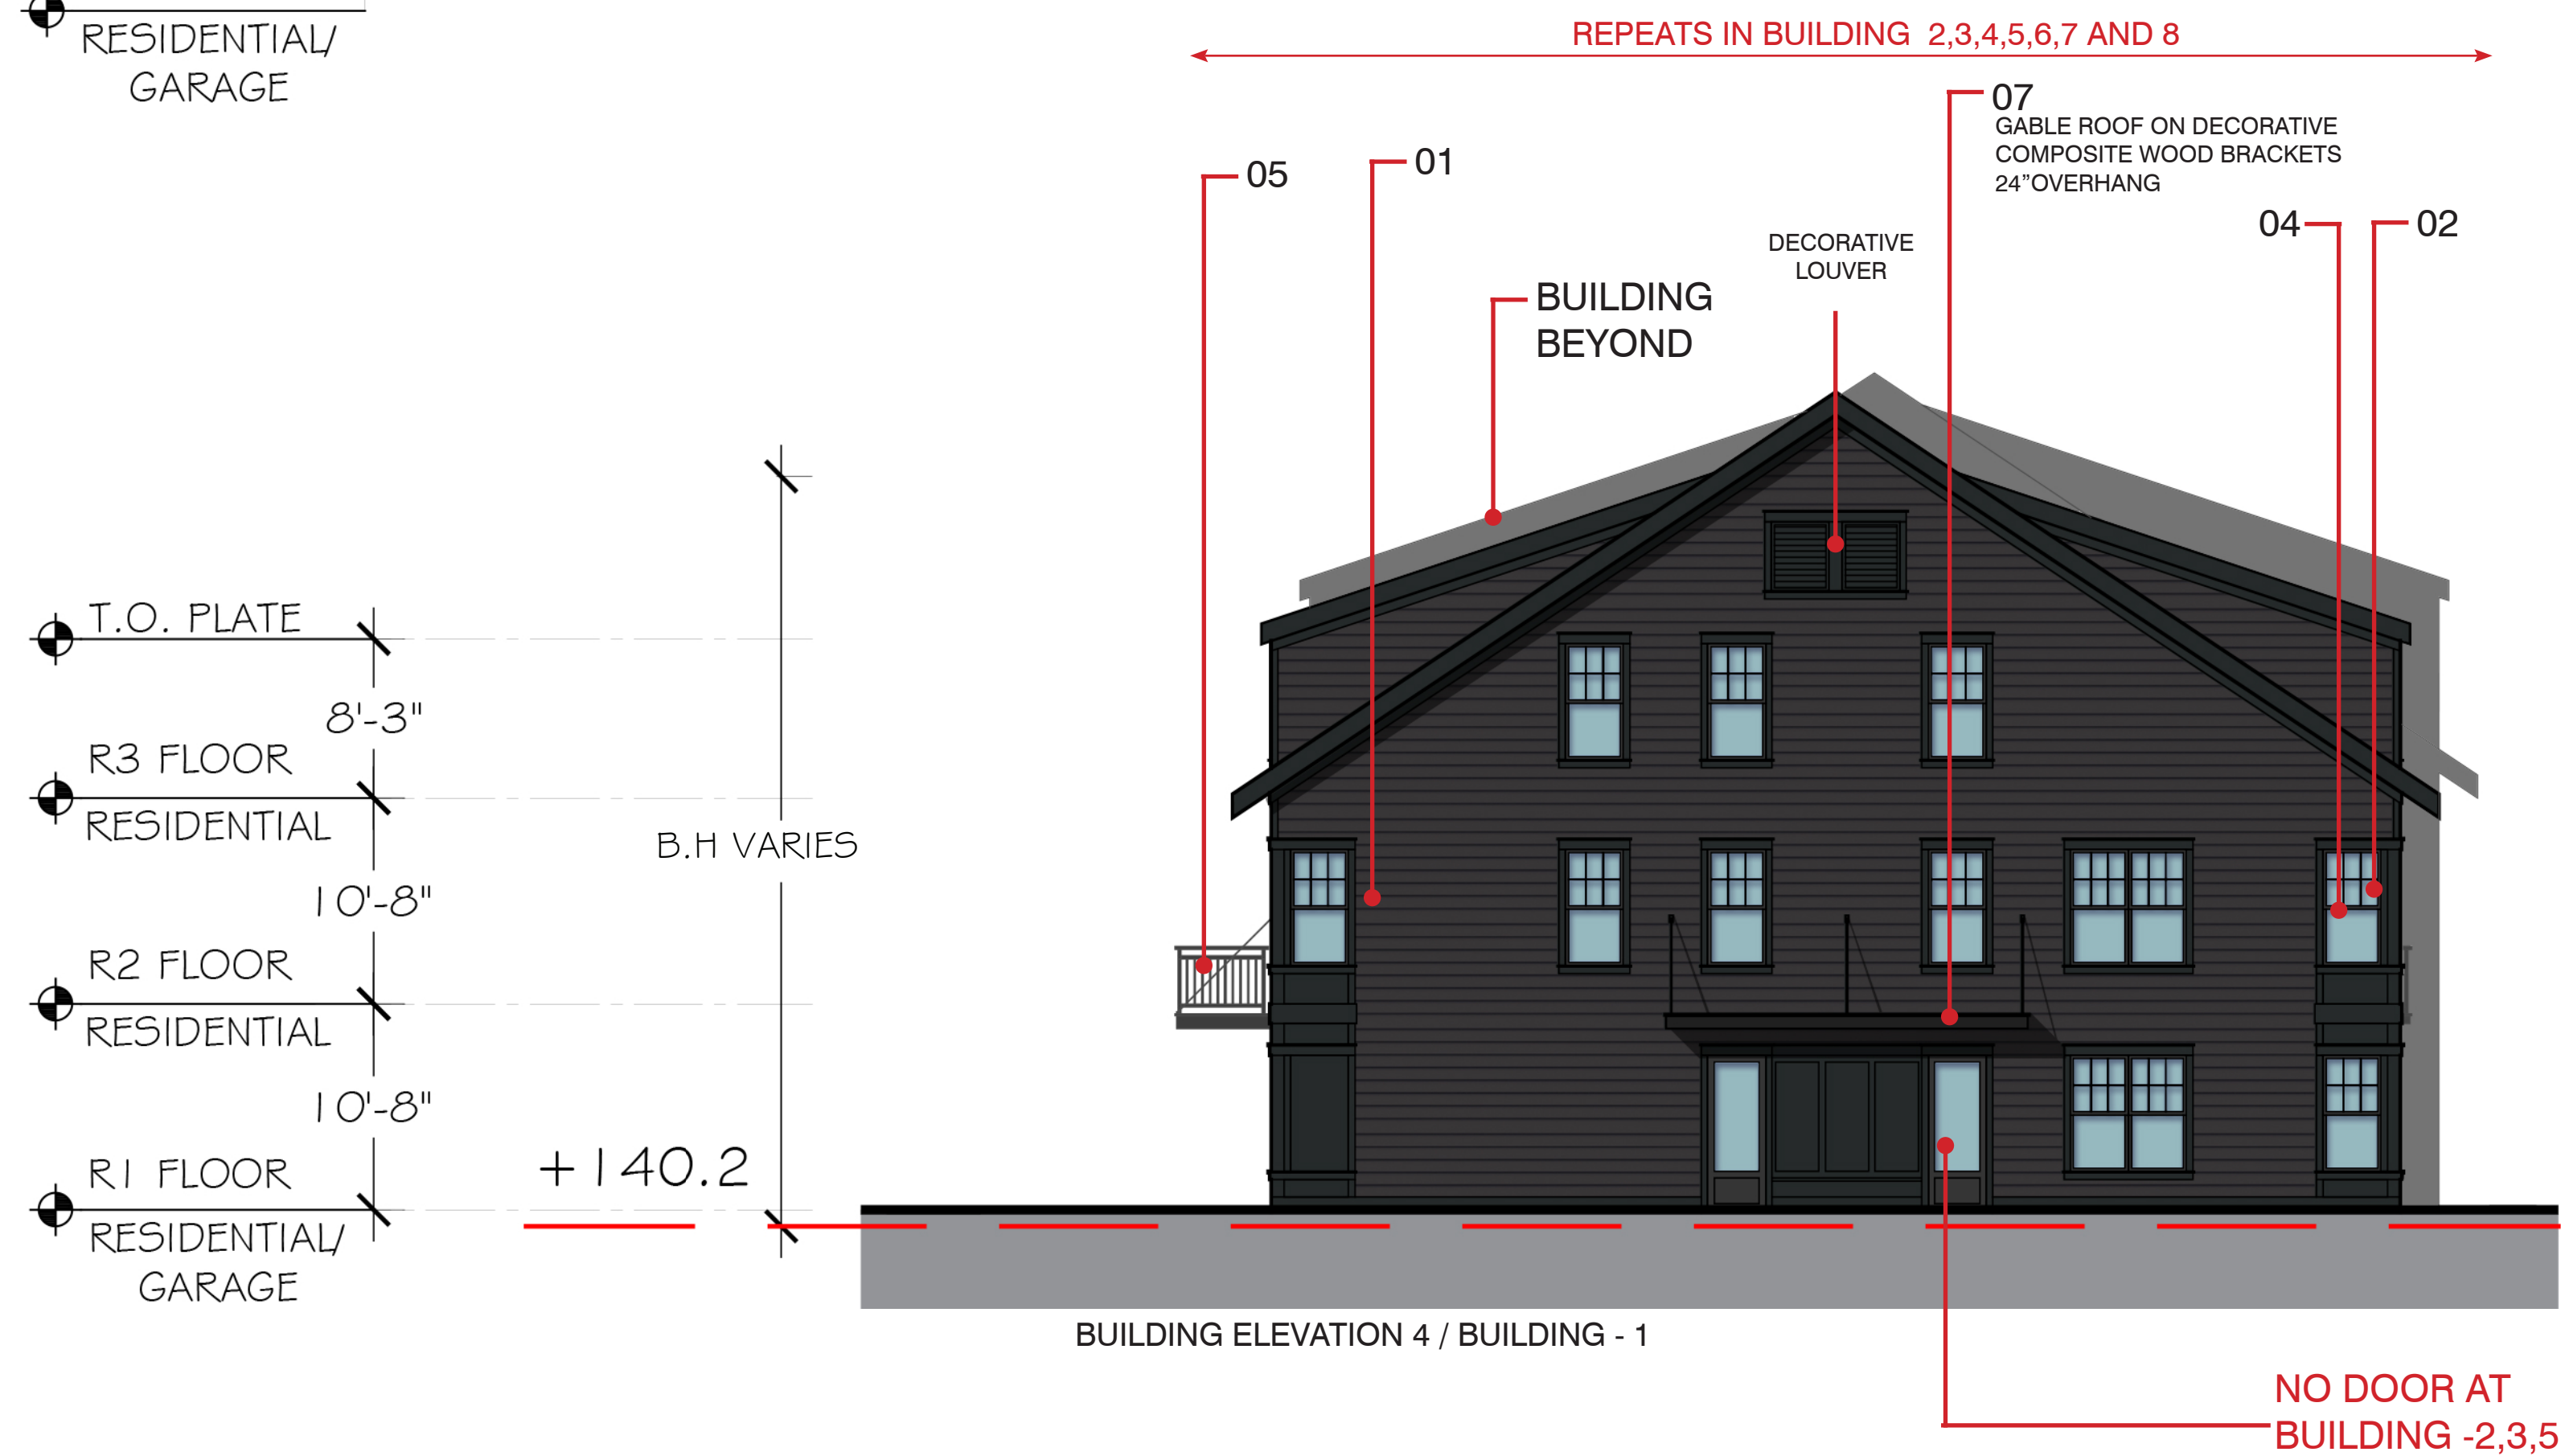 RESIDENTIAL/
GARAGE
REPEATS IN BUILDING  2,3,4,5,6,7 AND 8
07
GABLE ROOF ON DECORATIVE
COMPOSITE WOOD BRACKETS
24”OVERHANG
05
01
04
02
DECORATIVE
LOUVER
BUILDING
BEYOND
T.O. PLATE
8'-3"
R3 FLOOR
RESIDENTIAL
B.H VARIES
10'-8"
R2 FLOOR
RESIDENTIAL
10'-8"
R1 FLOOR
+140.2
RESIDENTIAL/
GARAGE
BUILDING ELEVATION 4 / BUILDING - 1
NO DOOR AT
BUILDING -2,3,5